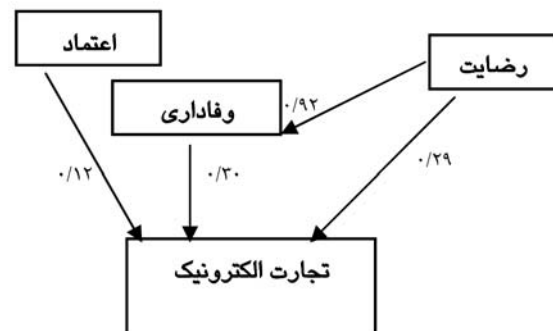 اعتماد
رضایت
وفاداری
۰/۹۲
۰/۱۲
۰/۳۰
۰/۲۹
تجارت الکترونیک